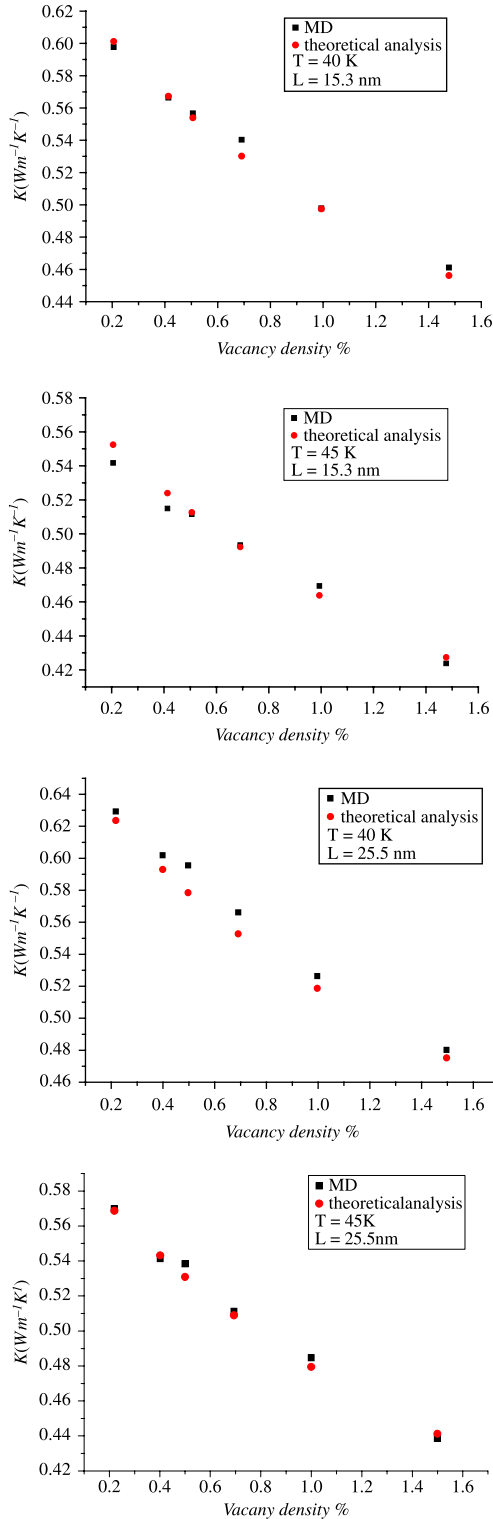 0.62
MD
0.60
theoretical analysis
T = 40 K
0.58
L = 15.3 nm
0.56
0.54
K(Wm⁻¹K⁻¹)
0.52
0.50
0.48
0.46
0.44
0.2 0.4 0.6 0.8 1.0 1.2 1.4 1.6
Vacancy density %
0.58
MD
0.56
theoretical analysis
T = 45 K
0.54
L = 15.3 nm
0.52
K(Wm⁻¹K⁻¹)
0.50
0.48
0.46
0.44
0.42
0.2 0.4 0.6 0.8 1.0 1.2 1.4 1.6
Vacancy density %
0.64
MD
0.62
theoretical analysis
T = 40 K
0.60
L = 25.5 nm
0.58
0.56
K(Wm⁻¹K⁻¹)
0.54
0.52
0.50
0.48
0.46
0.2 0.4 0.6 0.8 1.0 1.2 1.4 1.6
Vacancy density %
0.58
MD
theoreticalanalysis
0.56
T = 45K
L = 25.5nm
0.54
0.52
K(Wm⁻¹K¹)
0.50
0.48
0.46
0.44
0.42
0.2 0.4 0.6 0.8 1.0 1.2 1.4 1.6
Vacany density %